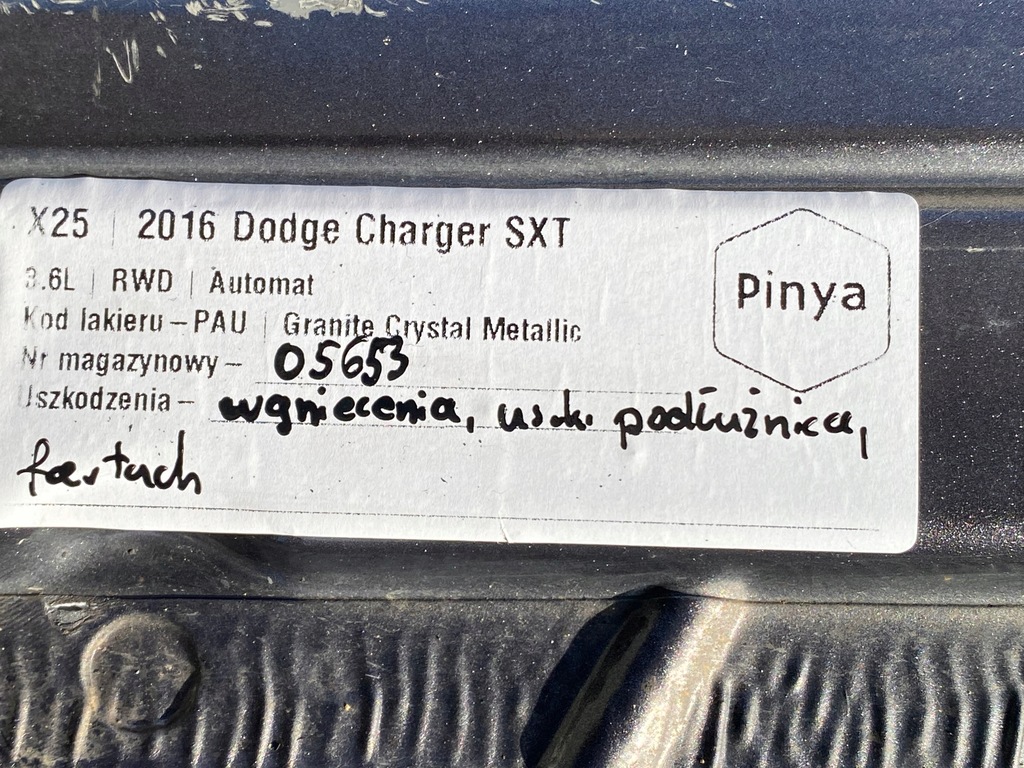 X25 | 2016 Dodge Charger SXT
3.6L | RWD | Automat
Kod lakieru – PAU | Granite Crystal Metallic
Nr magazynowy – 05653
Uszkodzenia – wgniecenia, uszk. podłużnica,
fartuch
Pinya